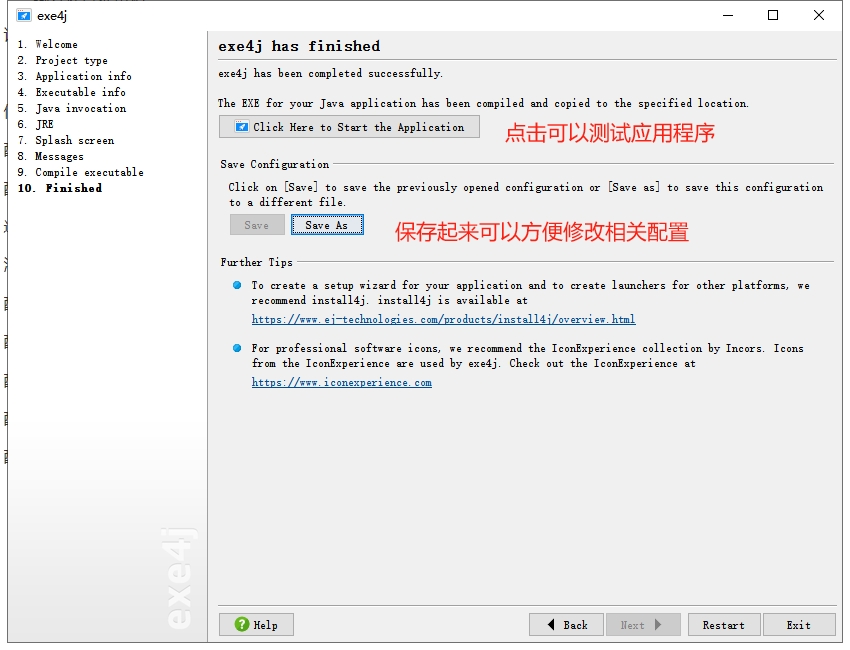 exe4j
1. Welcome
2. Project type
3. Application info
4. Executable info
5. Java invocation
6. JRE
7. Splash screen
8. Messages
9. Compile executable
10. Finished
exe4j
exe4j has finished
exe4j has been completed successfully.
The EXE for your Java application has been compiled and copied to the specified location.
Click Here to Start the Application
点击可以测试应用程序
Save Configuration
Click on [Save] to save the previously opened configuration or [Save as] to save this configuration
to a different file.
Save Save As
保存起来可以方便修改相关配置
Further Tips
To create a setup wizard for your application and to create launchers for other platforms, we
recommend install4j. install4j is available at
https://www.ej-technologies.com/products/install4j/overview.html
For professional software icons, we recommend the IconExperience collection by Incors. Icons
from the IconExperience are used by exe4j. Check out the IconExperience at
https://www.iconexperience.com
Help Back Next Restart Exit